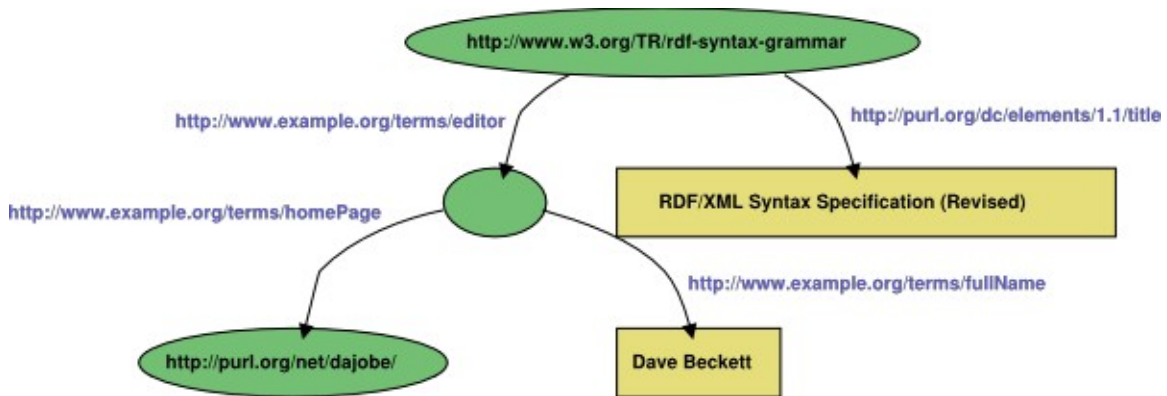 http://www.w3.org/TR/rdf-syntax-grammar
http://www.example.org/terms/editor
http://purl.org/dc/elements/1.1/title
RDF/XML Syntax Specification (Revised)
http://www.example.org/terms/homePage
http://www.example.org/terms/fullName
http://purl.org/net/dajobe/
Dave Beckett